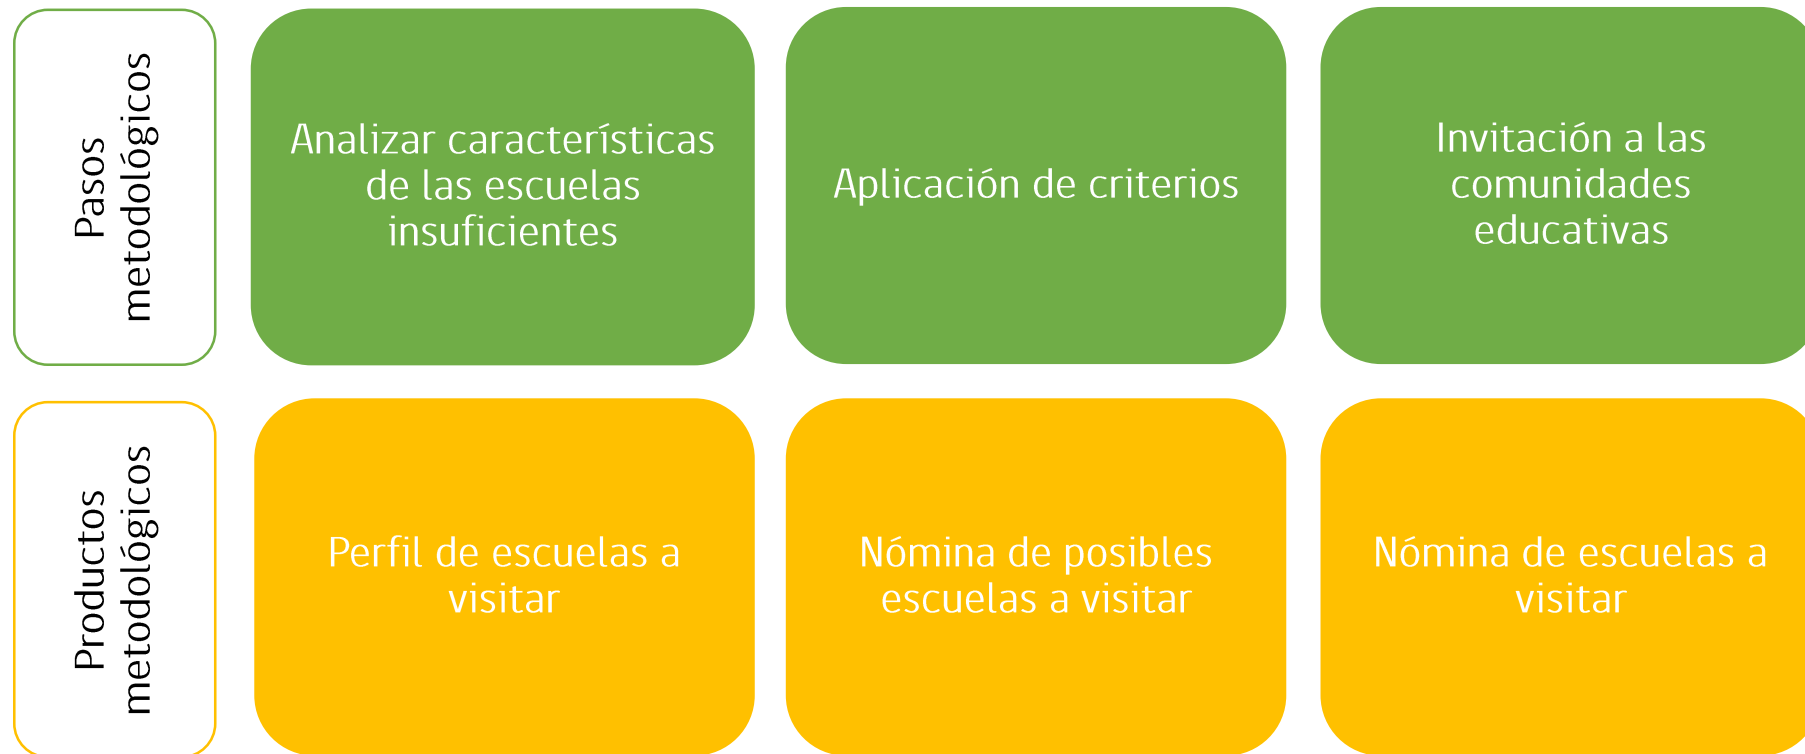 Pasos
metodológicos
Analizar características
de las escuelas
insuficientes
Aplicación de criterios
Invitación a las
comunidades
educativas
Productos
metodológicos
Perfil de escuelas a
visitar
Nómina de posibles
escuelas a visitar
Nómina de escuelas a
visitar